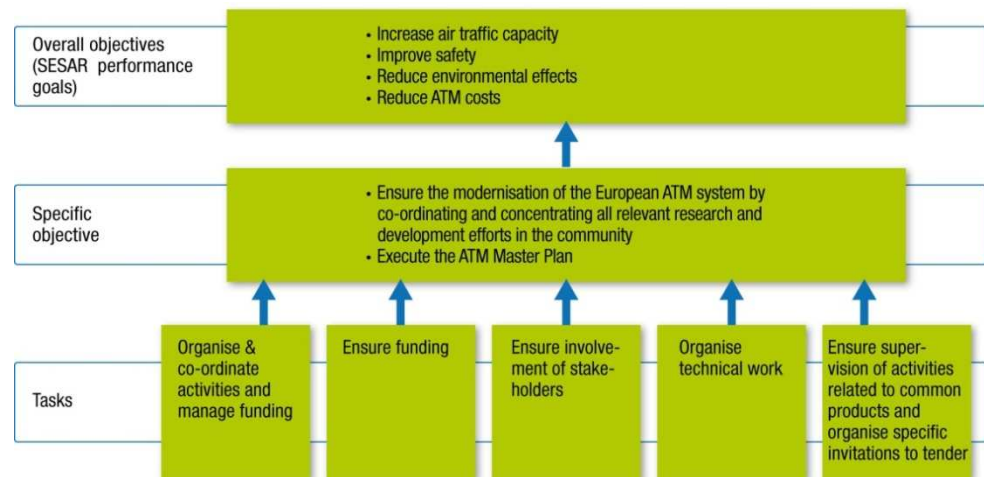 Overall objectives
(SESAR performance
goals)
• Increase air traffic capacity
• Improve safety
• Reduce environmental effects
• Reduce ATM costs
Specific
objective
• Ensure the modernisation of the European ATM system by
co-ordinating and concentrating all relevant research and
development efforts in the community
• Execute the ATM Master Plan
Tasks
Organise &
co-ordinate
activities and
manage funding
Ensure funding
Ensure involve-
ment of stake-
holders
Organise
technical work
Ensure super-
vision of activities
related to common
products and
organise specific
invitations to tender